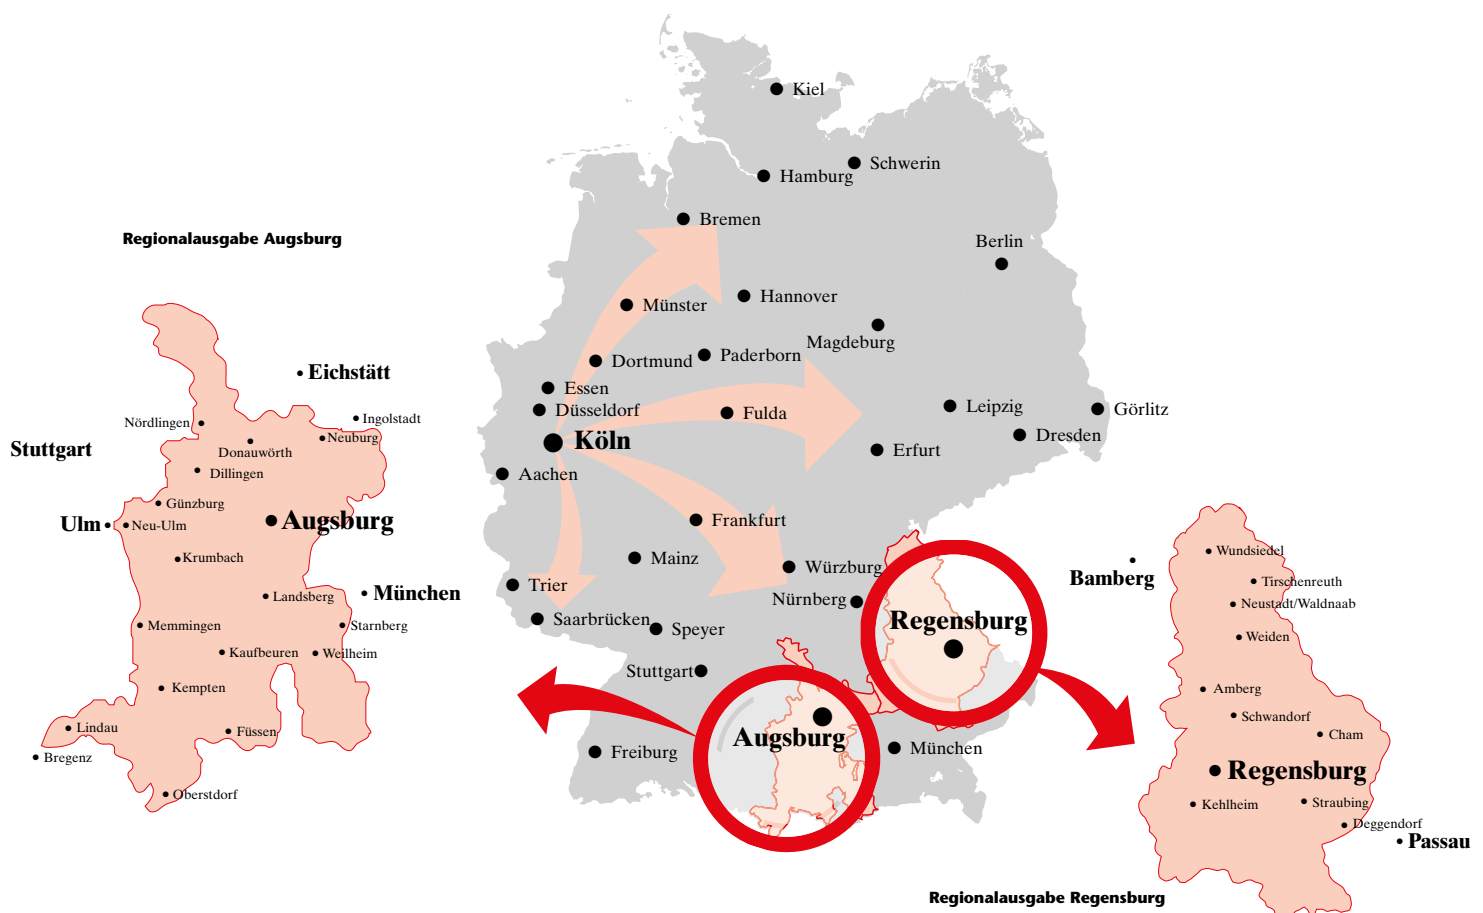 Regionalausgabe Augsburg
Eichstätt
Ingolstadt
Nördlingen
Neuburg
Donauwörth
Stuttgart
Dillingen
Günzburg
Ulm
Neu-Ulm
Augsburg
Krumbach
München
Landsberg
Memmingen
Starnberg
Kaufbeuren
Weilheim
Kempten
Lindau
Füssen
Bregenz
Oberstdorf
Kiel
Schwerin
Hamburg
Bremen
Berlin
Hannover
Münster
Magdeburg
Paderborn
Dortmund
Essen
Düsseldorf
Fulda
Leipzig
Görlitz
Köln
Dresden
Erfurt
Aachen
Frankfurt
Mainz
Würzburg
Trier
Nürnberg
Saarbrücken
Speyer
Regensburg
Stuttgart
Augsburg
Freiburg
München
Wundsiedel
Bamberg
Tirschenreuth
Neustadt/Waldnaab
Weiden
Amberg
Schwandorf
Cham
Regensburg
Kehlheim
Straubing
Deggendorf
Passau
Regionalausgabe Regensburg